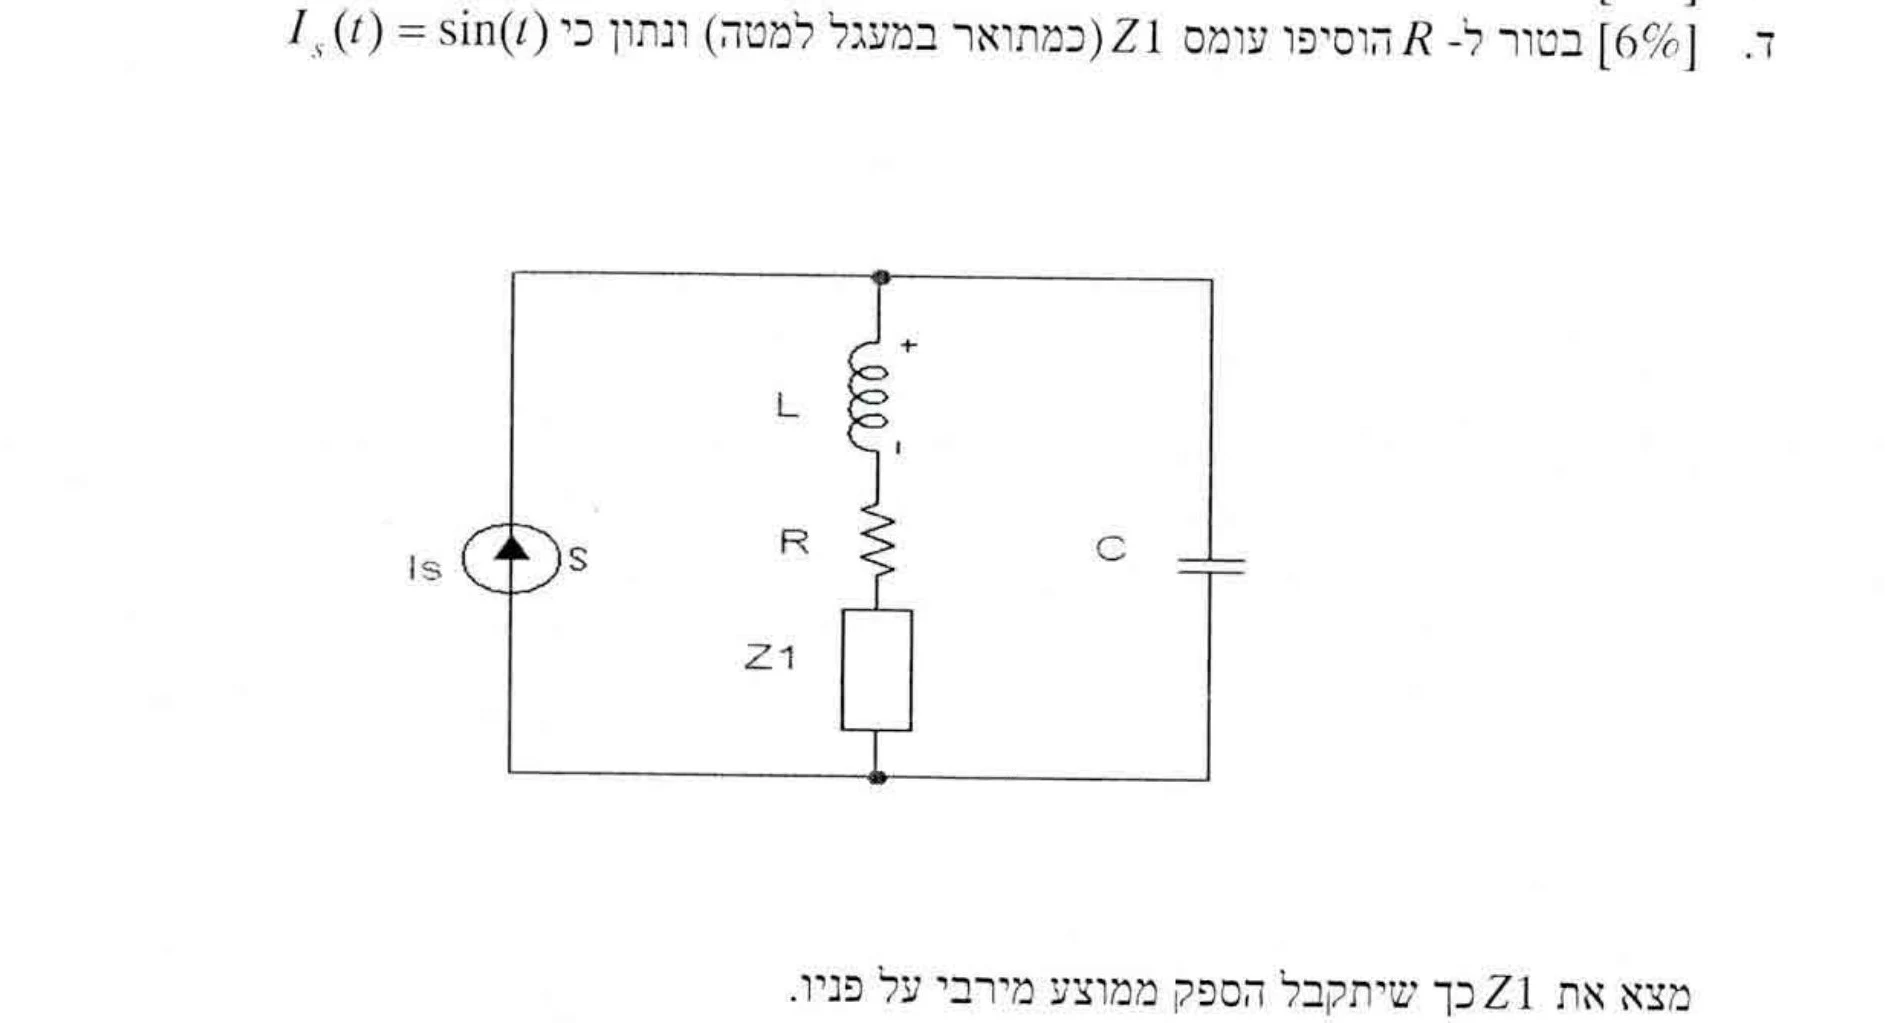 ד. [6%] בטור ל- R הוסיפו עומס Z1 (כמתואר במעגל למטה) ונתון כי I_s(t) = sin(t)
+
L
-
R
Is
S
C
Z1
מצא את Z1 כך שיתקבל הספק ממוצע מירבי על פניו.